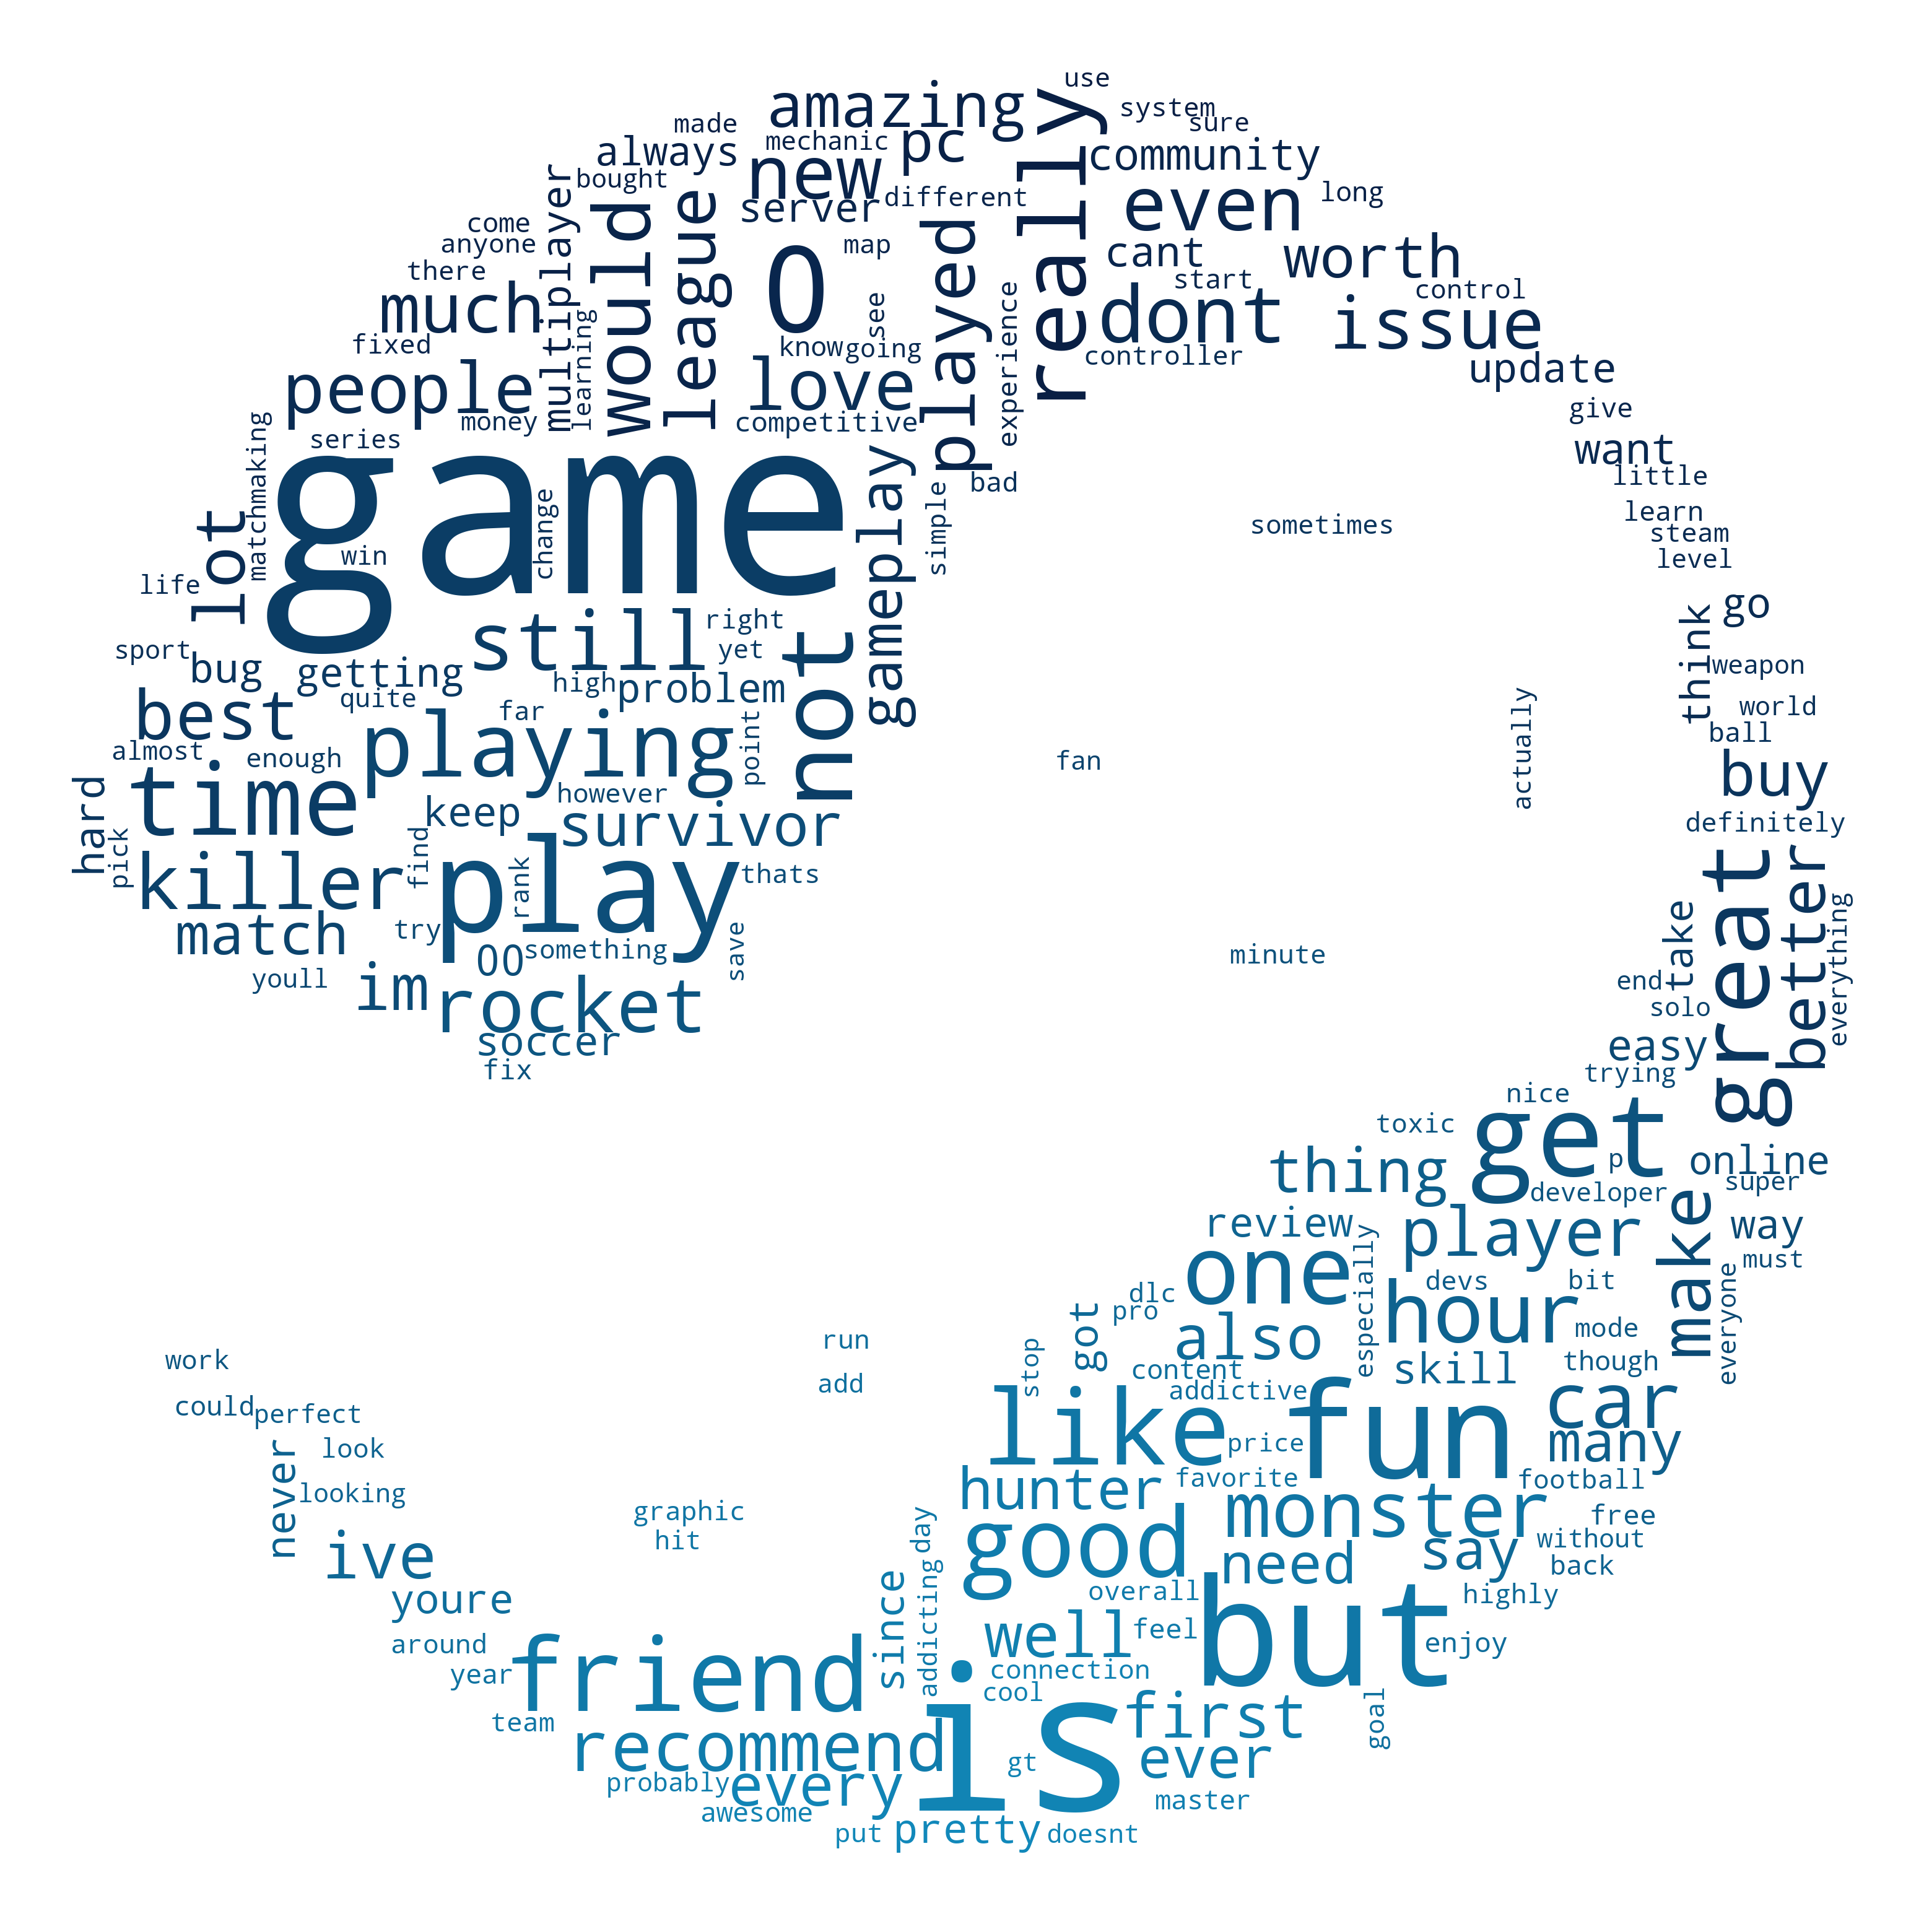 use
amazing
system
made
sure
mechanic
pc
always
community
new
really
bought
different
even
long
multiplayer
would
league
server
come
played
anyone
map
cant
worth
there
O
start
control
much
see
experience
dont
issue
learning
fixed
know
going
controller
update
people
love
give
money
competitive
series
want
matchmaking
gameplay
bad
little
game
change
simple
lot
learn
sometimes
steam
win
level
life
go
right
think
still
not
sport
yet
bug
getting
weapon
high
problem
quite
world
best
far
actually
ball
playing
point
almost
enough
fan
buy
time
hard
however
keep
survivor
definitely
pick
find
killer
play
rank
thats
great
better
match
try
take
everything
OO
something
save
minute
youll
end
im
rocket
solo
soccer
easy
fix
trying
nice
get
toxic
thing
p
online
developer
super
review
player
make
way
one
especially
must
devs
bit
dlc
hour
everyone
got
pro
also
mode
run
stop
work
content
skill
though
add
like
addictive
fun
car
could
perfect
never
look
price
many
hunter
favorite
football
looking
monster
graphic
good
free
day
hit
say
without
ive
need
back
since
addicting
youre
overall
but
highly
well
feel
around
enjoy
friend
year
connection
is
cool
team
first
goal
recommend
ever
gt
probably
every
master
awesome
put
pretty
doesnt